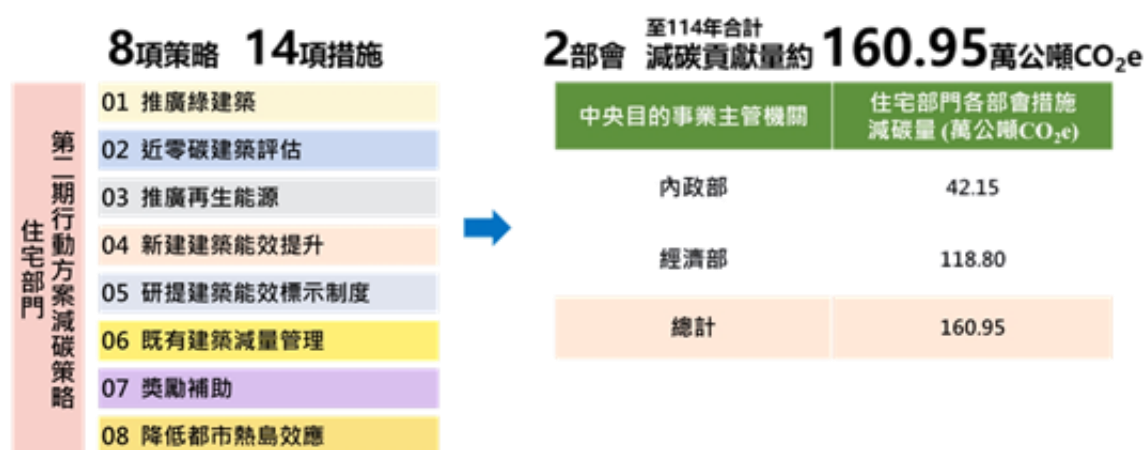 8項策略 14項措施
第二期行動方案減碳策略
住宅部門
01 推廣綠建築
02 近零碳建築評估
03 推廣再生能源
04 新建建築能效提升
05 研提建築能效標示制度
06 既有建築減量管理
07 獎勵補助
08 降低都市熱島效應
至114年合計
2部會 減碳貢獻量約 160.95萬公噸CO₂e
中央目的事業主管機關
住宅部門各部會措施
減碳量 (萬公噸CO₂e)
內政部 42.15
經濟部 118.80
總計 160.95